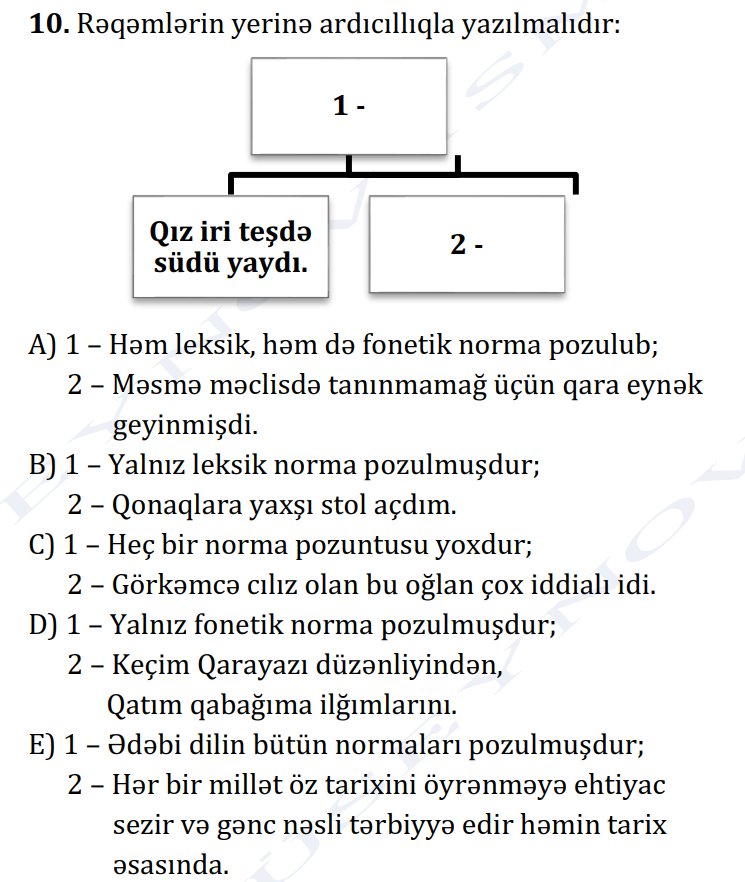 10. Rəqəmlərin yerinə ardıcıllıqla yazılmalıdır:
1 -
Qız iri teşdə
südü yaydı.
2 -
A) 1 – Həm leksik, həm də fonetik norma pozulub;
2 – Məsmə məclisdə tanınmamağ üçün qara eynək
geyinmişdi.
B) 1 – Yalnız leksik norma pozulmuşdur;
2 – Qonaqlara yaxşı stol açdım.
C) 1 – Heç bir norma pozuntusu yoxdur;
2 – Görkəmcə cılız olan bu oğlan çox iddialı idi.
D) 1 – Yalnız fonetik norma pozulmuşdur;
2 – Keçim Qarayazı düzənliyindən,
Qatım qabağıma ilğımlarını.
E) 1 – Ədəbi dilin bütün normaları pozulmuşdur;
2 – Hər bir millət öz tarixini öyrənməyə ehtiyac
sezir və gənc nəsli tərbiyyə edir həmin tarix
əsasında.